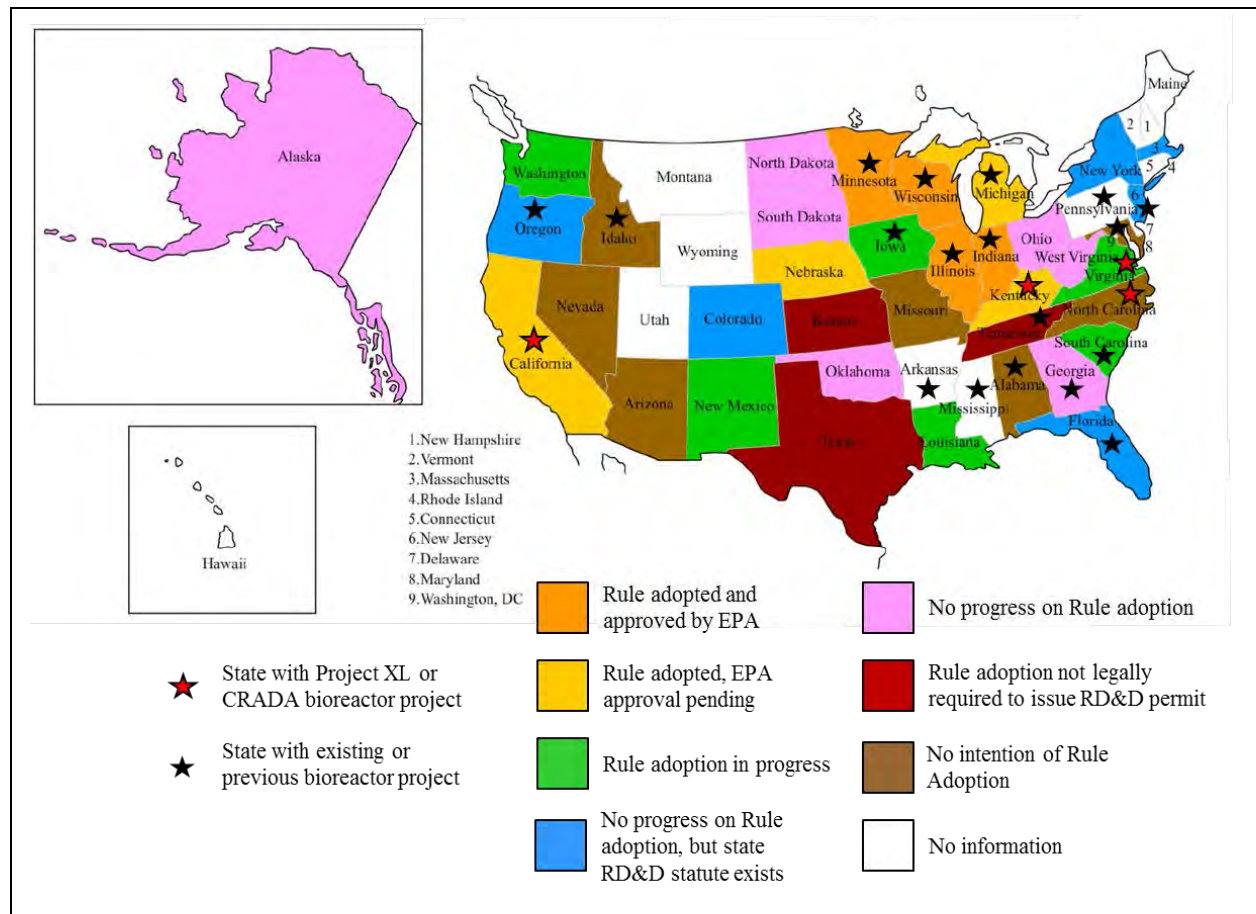 Alaska
Hawaii
Maine
Washington
Montana
North Dakota
Minnesota
2
1
3
New York
5
4
Oregon
Idaho
South Dakota
Wisconsin
Michigan
6
Pennsylvania
Wyoming
Iowa
7
Nebraska
Illinois
Indiana
Ohio
West Virginia
9
8
Virginia
Nevada
Utah
Colorado
Kansas
Missouri
Kentucky
California
Tennessee
North Carolina
Arizona
New Mexico
Oklahoma
Arkansas
South Carolina
Mississippi
Alabama
Georgia
Texas
Louisiana
Florida
1.New Hampshire
2.Vermont
3.Massachusetts
4.Rhode Island
5.Connecticut
6.New Jersey
7.Delaware
8.Maryland
9.Washington, DC
State with Project XL or
CRADA bioreactor project
State with existing or
previous bioreactor project
Rule adopted and
approved by EPA
Rule adopted, EPA
approval pending
Rule adoption in progress
No progress on Rule
adoption, but state
RD&D statute exists
No progress on Rule adoption
Rule adoption not legally
required to issue RD&D permit
No intention of Rule
Adoption
No information